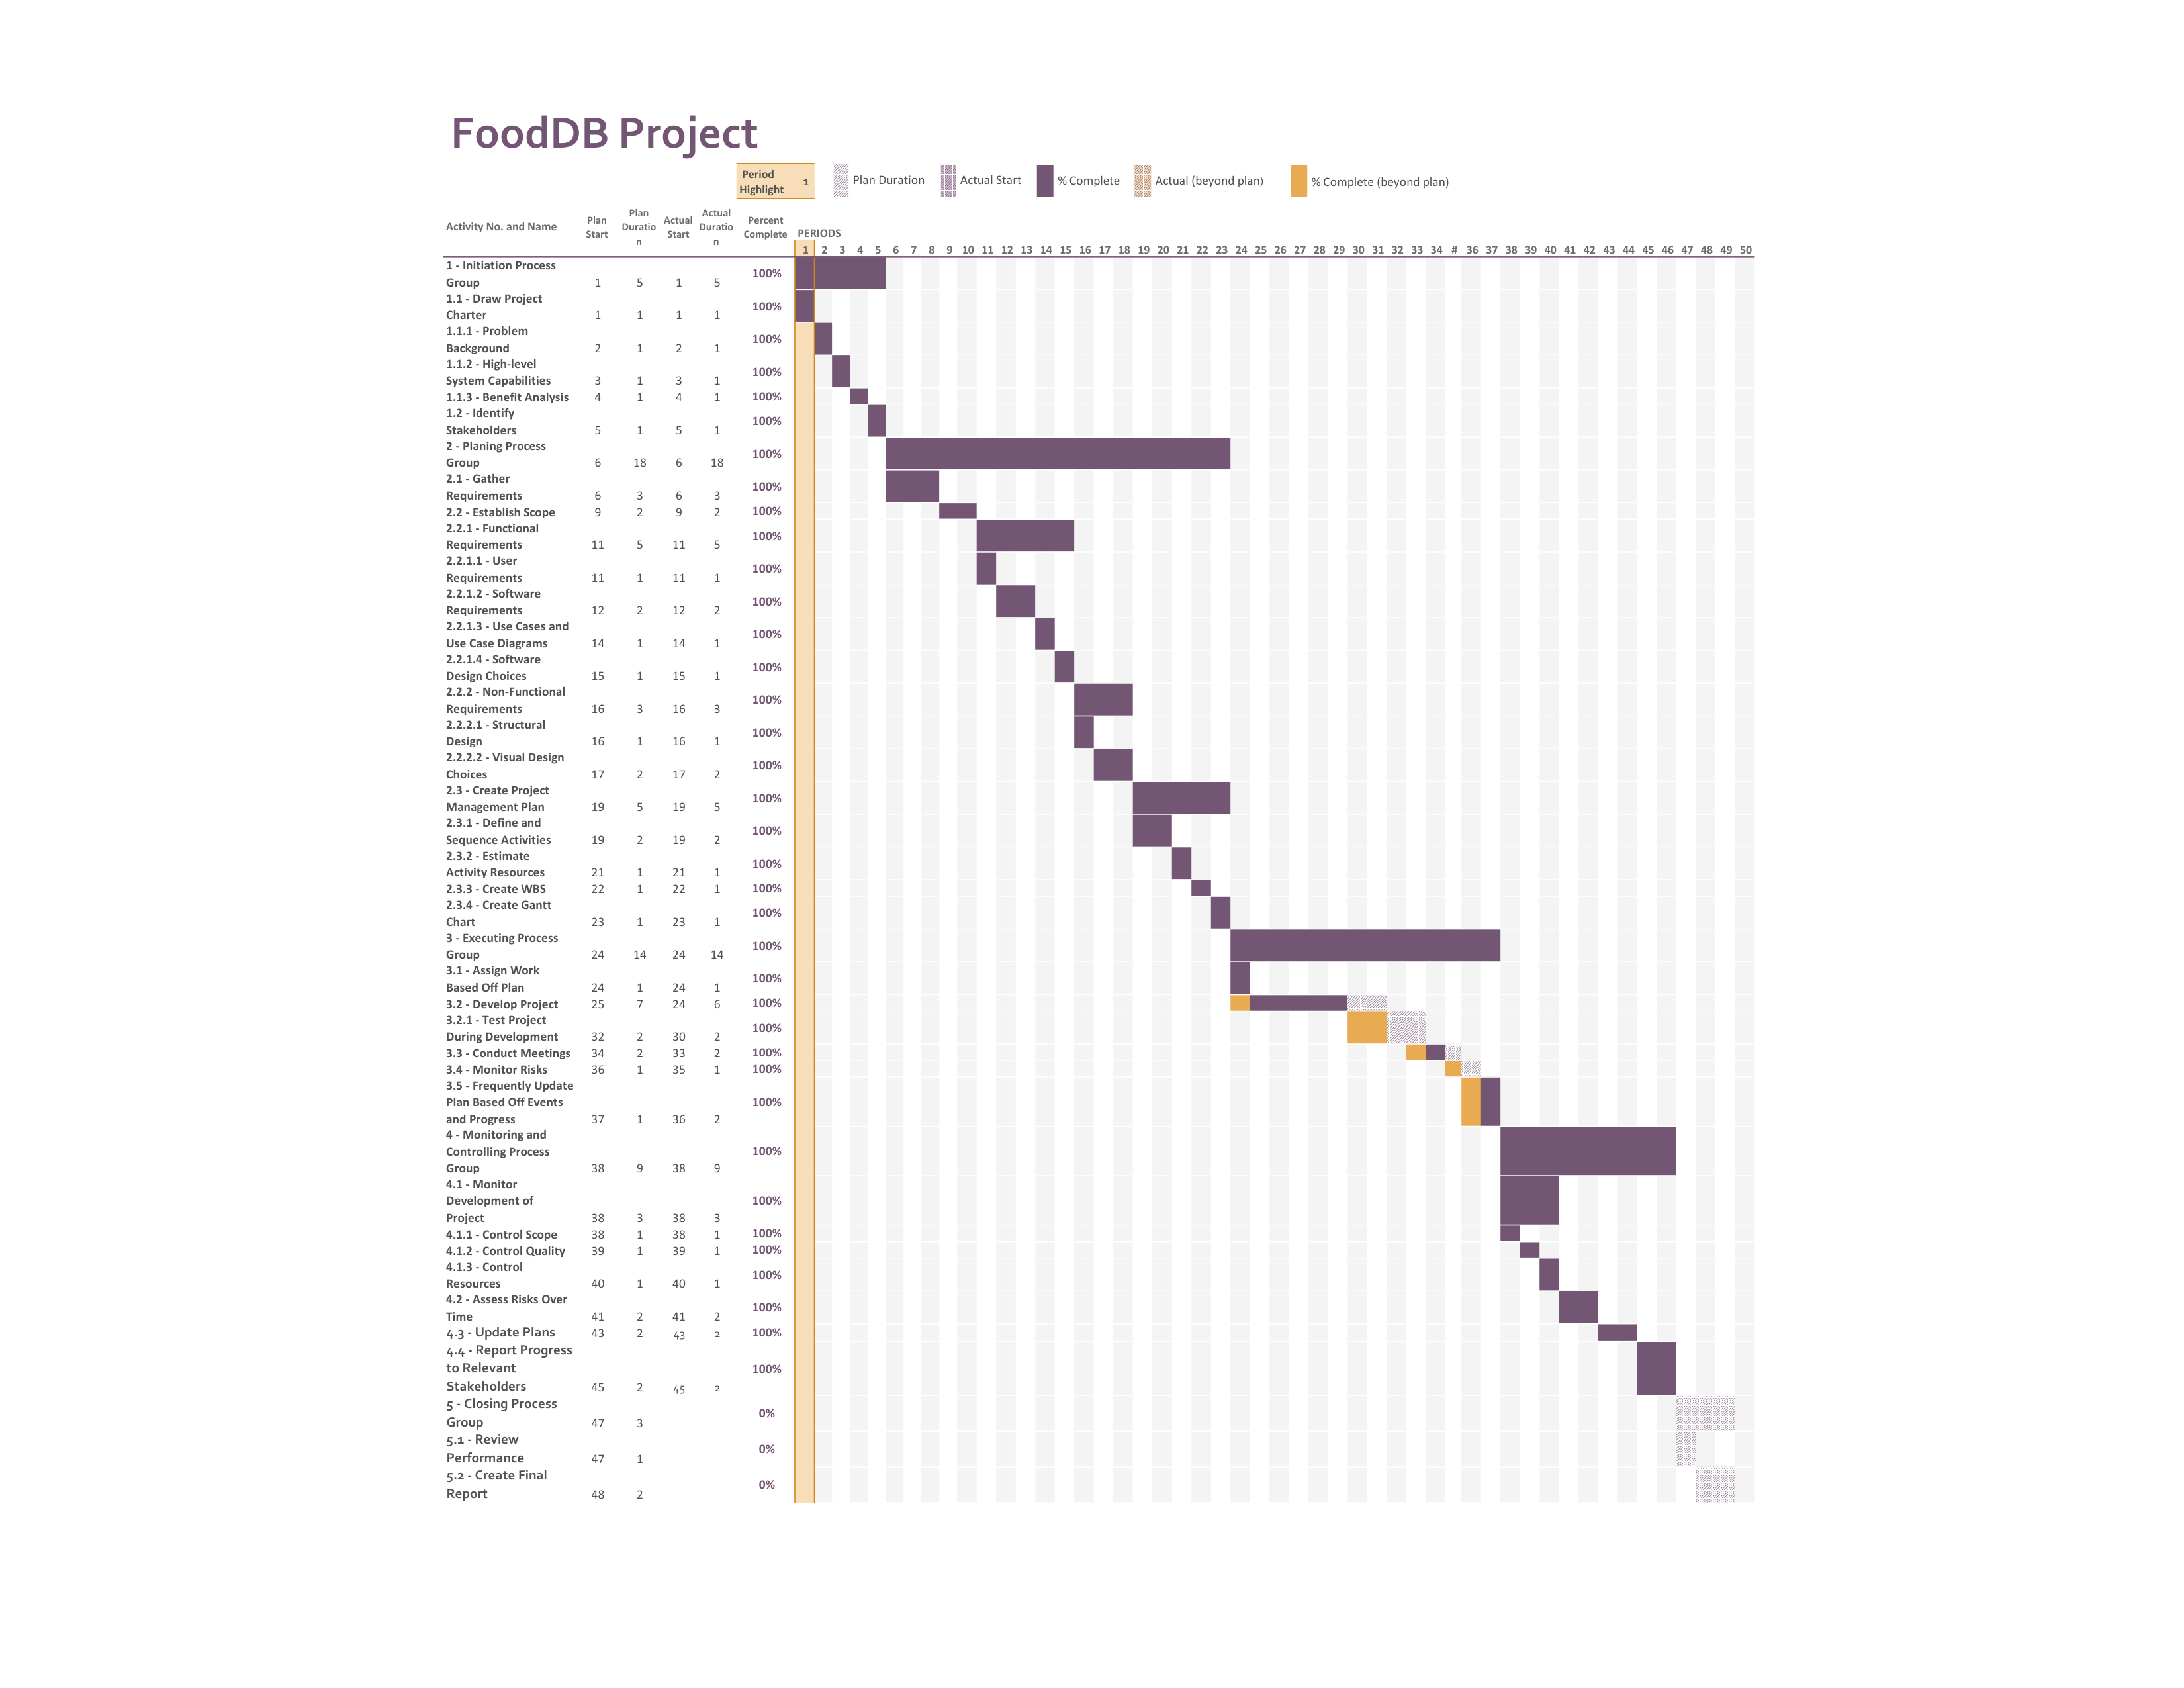 FoodDB Project
Period Highlight 1 Plan Duration Actual Start % Complete Actual (beyond plan) % Complete (beyond plan)
Activity No. and Name Plan Start Plan Duratio n Actual Start Actual Duratio n Percent Complete PERIODS
1 2 3 4 5 6 7 8 9 10 11 12 13 14 15 16 17 18 19 20 21 22 23 24 25 26 27 28 29 30 31 32 33 34 # 36 37 38 39 40 41 42 43 44 45 46 47 48 49 50
1 - Initiation Process
Group 1 5 1 5 100%
1.1 - Draw Project
Charter 1 1 1 1 100%
1.1.1 - Problem
Background 2 1 2 1 100%
1.1.2 - High-level
System Capabilities 3 1 3 1 100%
1.1.3 - Benefit Analysis 4 1 4 1 100%
1.2 - Identify
Stakeholders 5 1 5 1 100%
2 - Planing Process
Group 6 18 6 18 100%
2.1 - Gather
Requirements 6 3 6 3 100%
2.2 - Establish Scope 9 2 9 2 100%
2.2.1 - Functional
Requirements 11 5 11 5 100%
2.2.1.1 - User
Requirements 11 1 11 1 100%
2.2.1.2 - Software
Requirements 12 2 12 2 100%
2.2.1.3 - Use Cases and
Use Case Diagrams 14 1 14 1 100%
2.2.1.4 - Software
Design Choices 15 1 15 1 100%
2.2.2 - Non-Functional
Requirements 16 3 16 3 100%
2.2.2.1 - Structural
Design 16 1 16 1 100%
2.2.2.2 - Visual Design
Choices 17 2 17 2 100%
2.3 - Create Project
Management Plan 19 5 19 5 100%
2.3.1 - Define and
Sequence Activities 19 2 19 2 100%
2.3.2 - Estimate
Activity Resources 21 1 21 1 100%
2.3.3 - Create WBS 22 1 22 1 100%
2.3.4 - Create Gantt
Chart 23 1 23 1 100%
3 - Executing Process
Group 24 14 24 14 100%
3.1 - Assign Work
Based Off Plan 24 1 24 1 100%
3.2 - Develop Project 25 7 24 6 100%
3.2.1 - Test Project
During Development 32 2 30 2 100%
3.3 - Conduct Meetings 34 2 33 2 100%
3.4 - Monitor Risks 36 1 35 1 100%
3.5 - Frequently Update
Plan Based Off Events
and Progress 37 1 36 2 100%
4 - Monitoring and
Controlling Process
Group 38 9 38 9 100%
4.1 - Monitor
Development of
Project 38 3 38 3 100%
4.1.1 - Control Scope 38 1 38 1 100%
4.1.2 - Control Quality 39 1 39 1 100%
4.1.3 - Control
Resources 40 1 40 1 100%
4.2 - Assess Risks Over
Time 41 2 41 2 100%
4.3 - Update Plans 43 2 43 2 100%
4.4 - Report Progress
to Relevant
Stakeholders 45 2 45 2 100%
5 - Closing Process
Group 47 3 0%
5.1 - Review
Performance 47 1 0%
5.2 - Create Final
Report 48 2 0%